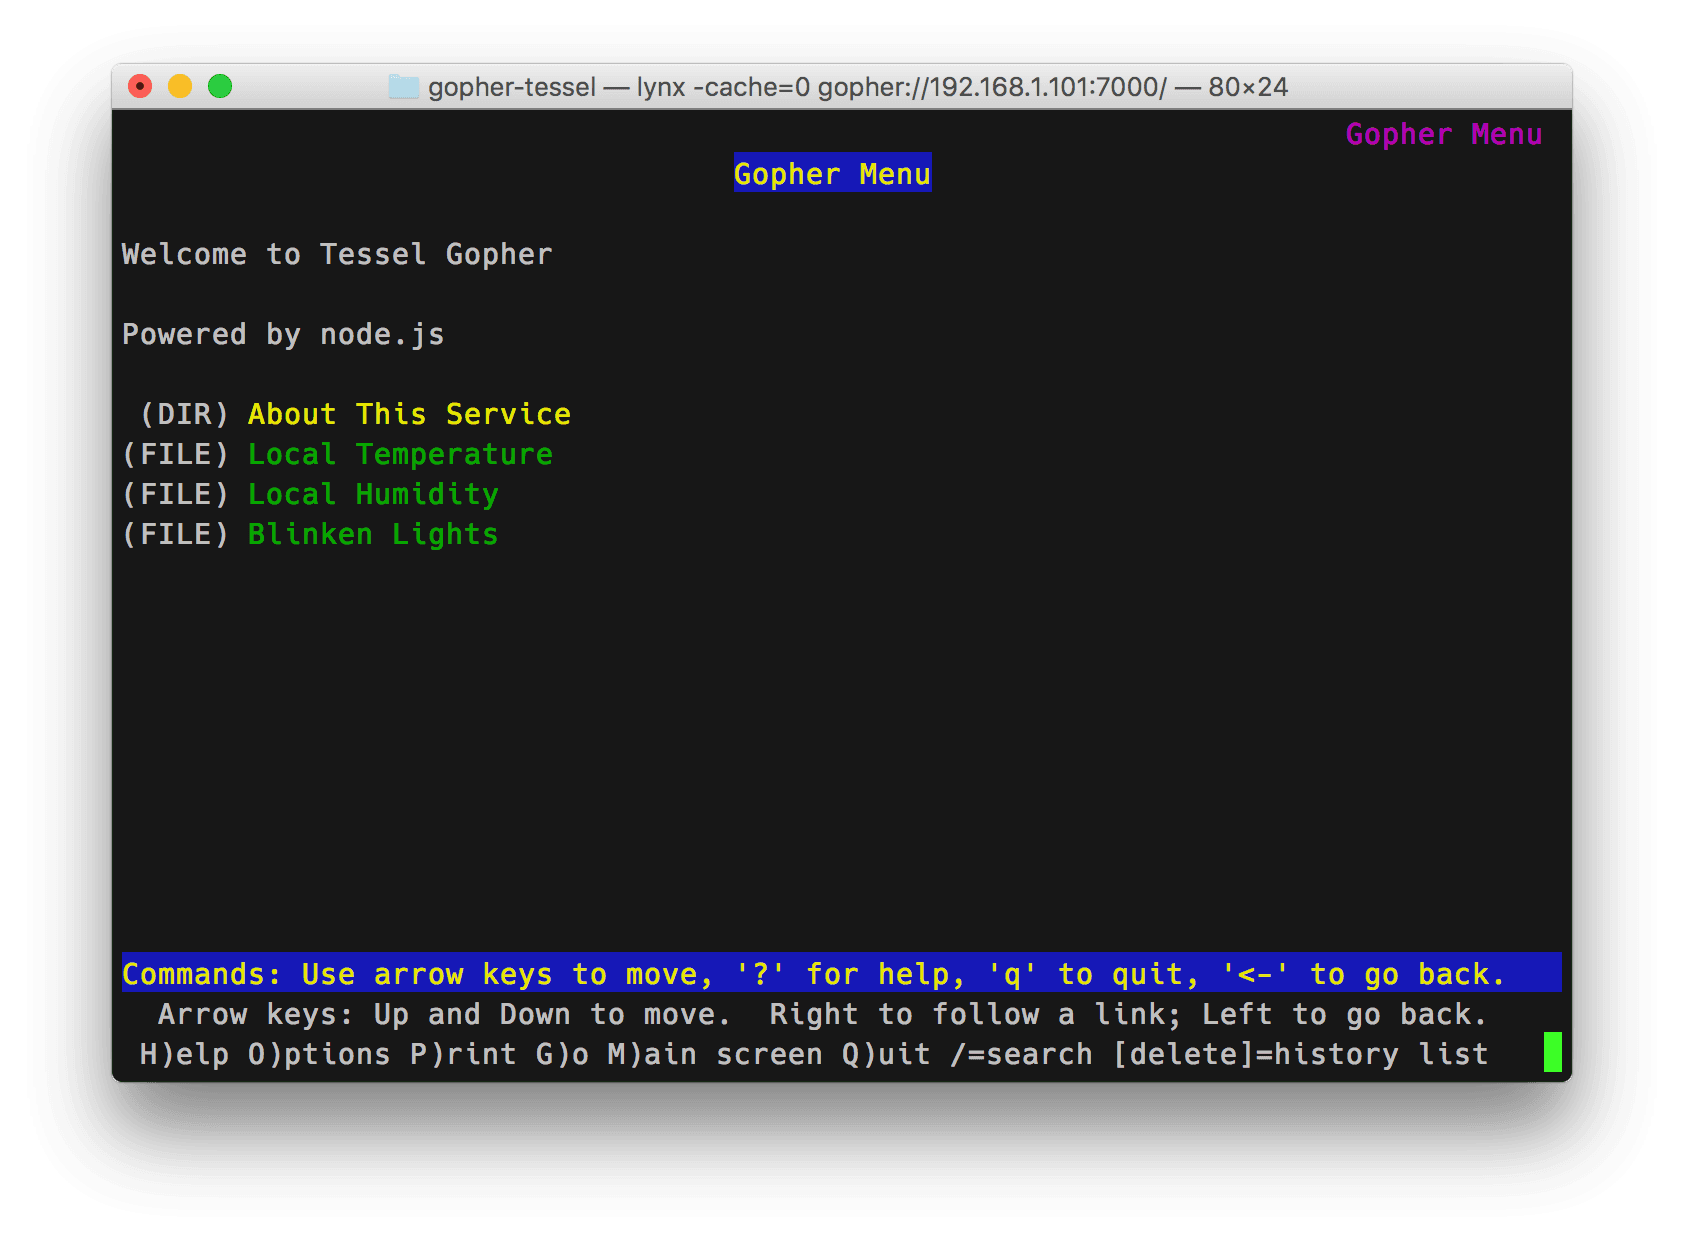 gopher-tessel — lynx -cache=0 gopher://192.168.1.101:7000/ — 80×24
Gopher Menu
Gopher Menu
Welcome to Tessel Gopher
Powered by node.js
(DIR) About This Service
(FILE) Local Temperature
(FILE) Local Humidity
(FILE) Blinken Lights
Commands: Use arrow keys to move, '?' for help, 'q' to quit, '<-' to go back.
Arrow keys: Up and Down to move.  Right to follow a link; Left to go back.
H)elp O)ptions P)rint G)o M)ain screen Q)uit /=search [delete]=history list